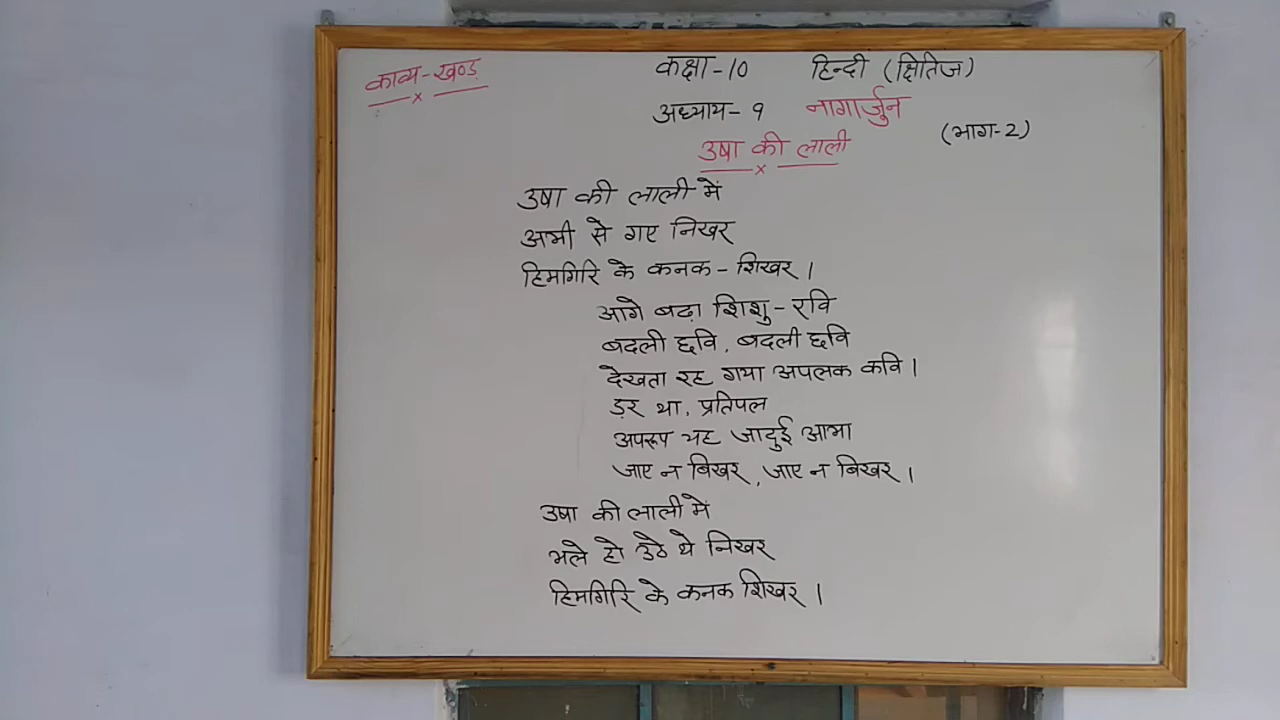 काव्य-खण्ड़
कक्षा-10 हिन्दी (क्षितिज)
अध्याय-9 नागार्जुन
(भाग-2)
उषा की लाली
उषा की लाली में
अभी से गए निखर
हिमगिरि के कनक-शिखर।
आगे बढ़ा शिशु-रवि
बदली छवि, बदली छवि
देखता रह गया अपलक कवि।
ड़र था, प्रतिपल
अपरूप यह जादुई आभा
जाए न बिखर, जाए न बिखर।
उषा की लाली में
भले हो उठे थे निखर
हिमगिरि के कनक शिखर।